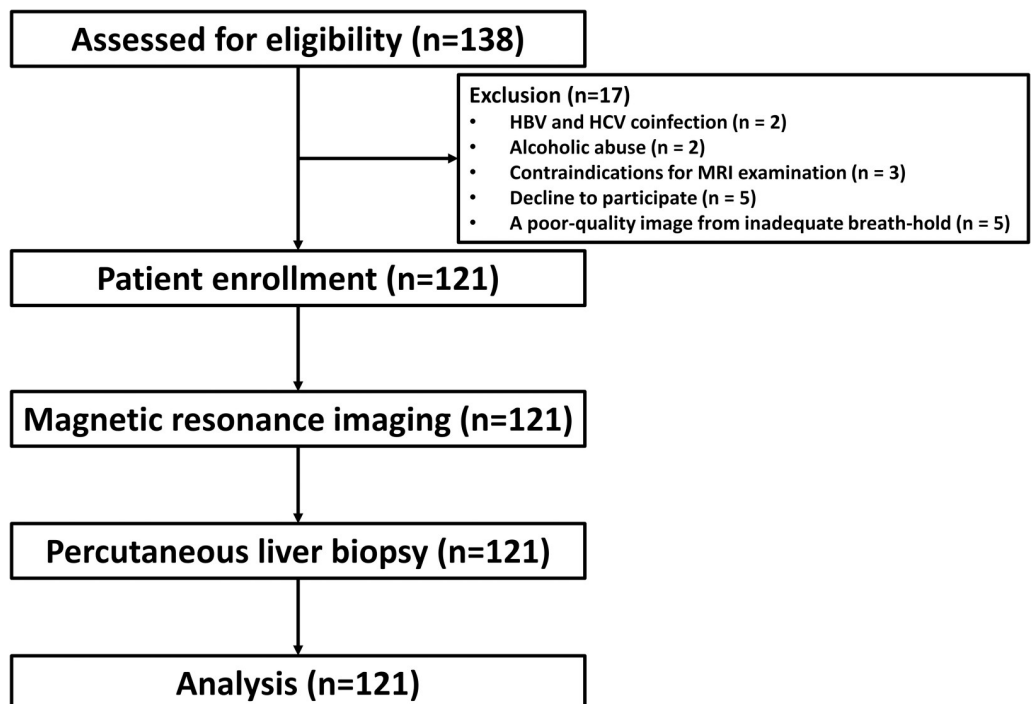 Assessed for eligibility (n=138)
Exclusion (n=17)
• HBV and HCV coinfection (n = 2)
• Alcoholic abuse (n = 2)
• Contraindications for MRI examination (n = 3)
• Decline to participate (n = 5)
• A poor-quality image from inadequate breath-hold (n = 5)
Patient enrollment (n=121)
Magnetic resonance imaging (n=121)
Percutaneous liver biopsy (n=121)
Analysis (n=121)